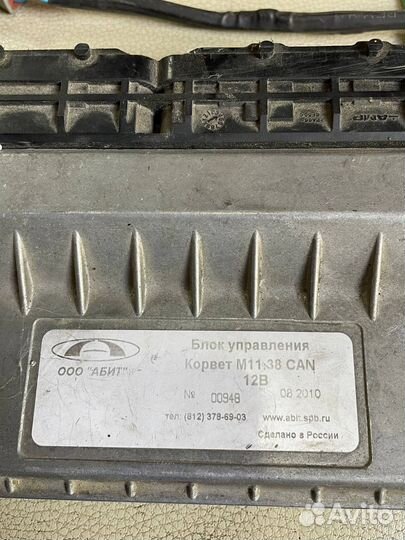 AMP
Блок управления
Корвет М11.38 CAN
12В
ООО "АБИТ"
№ 00948 08 2010
тел: (812) 378-69-03 www.abit.spb.ru
Сделано в России
Avito